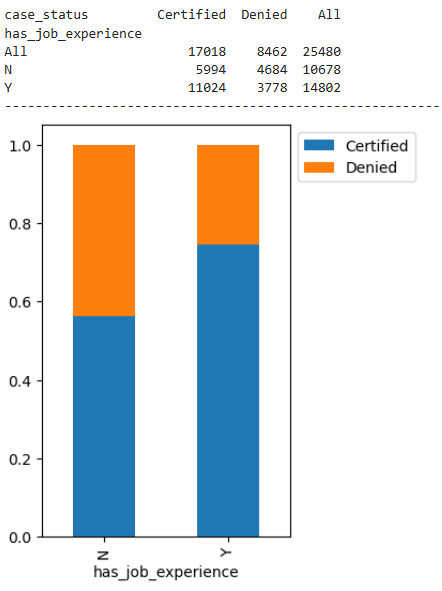 case_status Certified Denied All
has_job_experience
All 17018 8462 25480
N 5994 4684 10678
Y 11024 3778 14802
-------------------------------------------------------
1.0
0.8
0.6
0.4
0.2
0.0
N
Y
has_job_experience
Certified
Denied